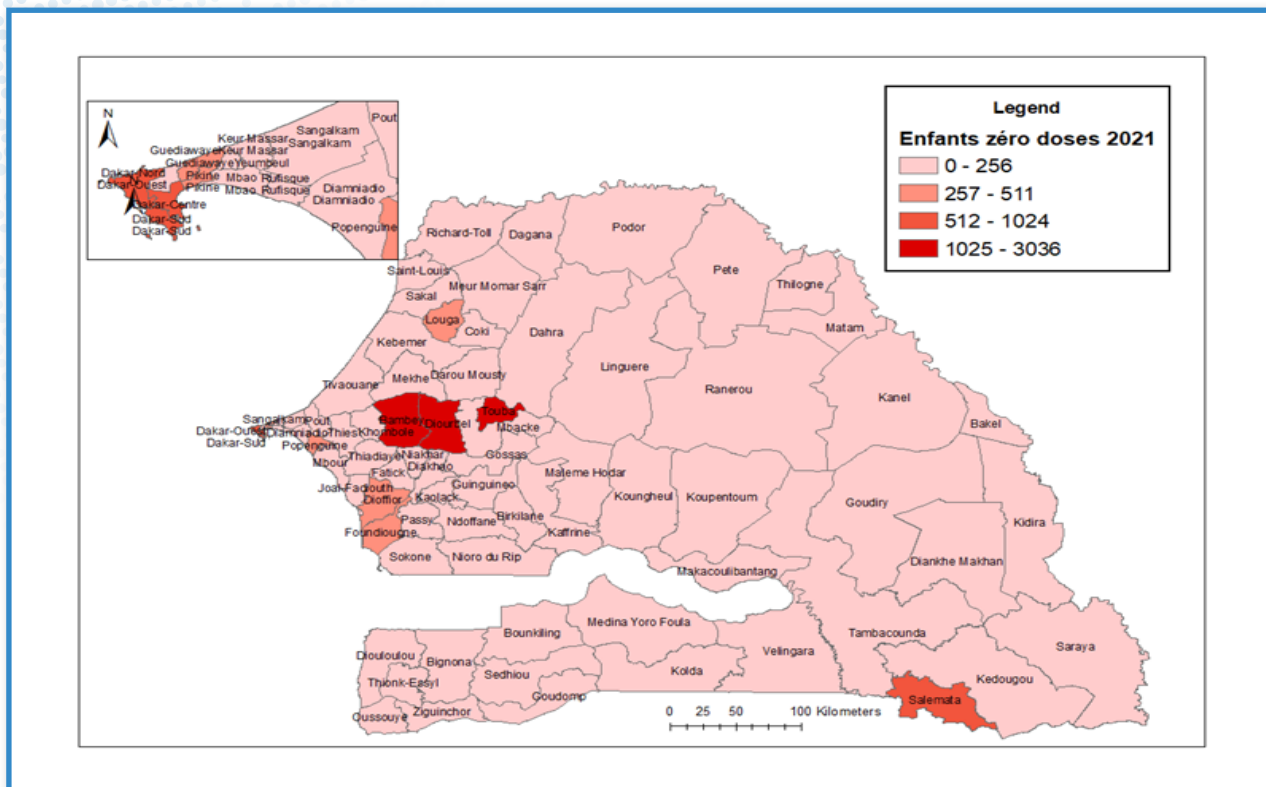 Legend
Enfants zéro doses 2021
0 - 256
257 - 511
512 - 1024
1025 - 3036
N
Pout
Sangalkam
Keur Massar
Sangalkam
Guediawaye
Keur Massar
Guediawaye
Yeumbeul
Dakar-Nord
Pikine
Mbao
Rufisque
Dakar-Ouest
Pikine
Mbao
Rufisque
Diamniadio
Diamniadio
Dakar-Centre
Dakar-Sud
Dakar-Sud
Popenguine
Richard-Toll
Dagana
Podor
Pete
Saint-Louis
Meur Momar Sarr
Thilogne
Sakal
Louga
Coki
Dahra
Matam
Kebemer
Linguere
Ranerou
Kanel
Mekhe
Darou Mousty
Tivaouane
Bakel
Touba
Bambey
Diourbel
Mbacke
Sangalkam
Pout
Dakar-Ouest
Diamniadio
Thies
Khombole
Dakar-Sud
Popenguine
Mbour
Thiadiaye
Niakhar
Diakhao
Gossas
Fatick
Maleme Hodar
Joal-Fadiouth
Guinguineo
Dioffior
Kaolack
Koungheul
Koupentoum
Goudiry
Kidira
Passy
Ndoffane
Birkilane
Foundiougne
Kaffrine
Sokone
Nioro du Rip
Diankhe Makhan
Makacoulibantang
Medina Yoro Foula
Bounkiling
Tambacounda
Saraya
Diouloulou
Bignona
Velingara
Thionk-Essyl
Sedhiou
Kolda
Kedougou
Goudomp
Salemata
Oussouye
Ziguinchor
0 25 50 100 Kilometers